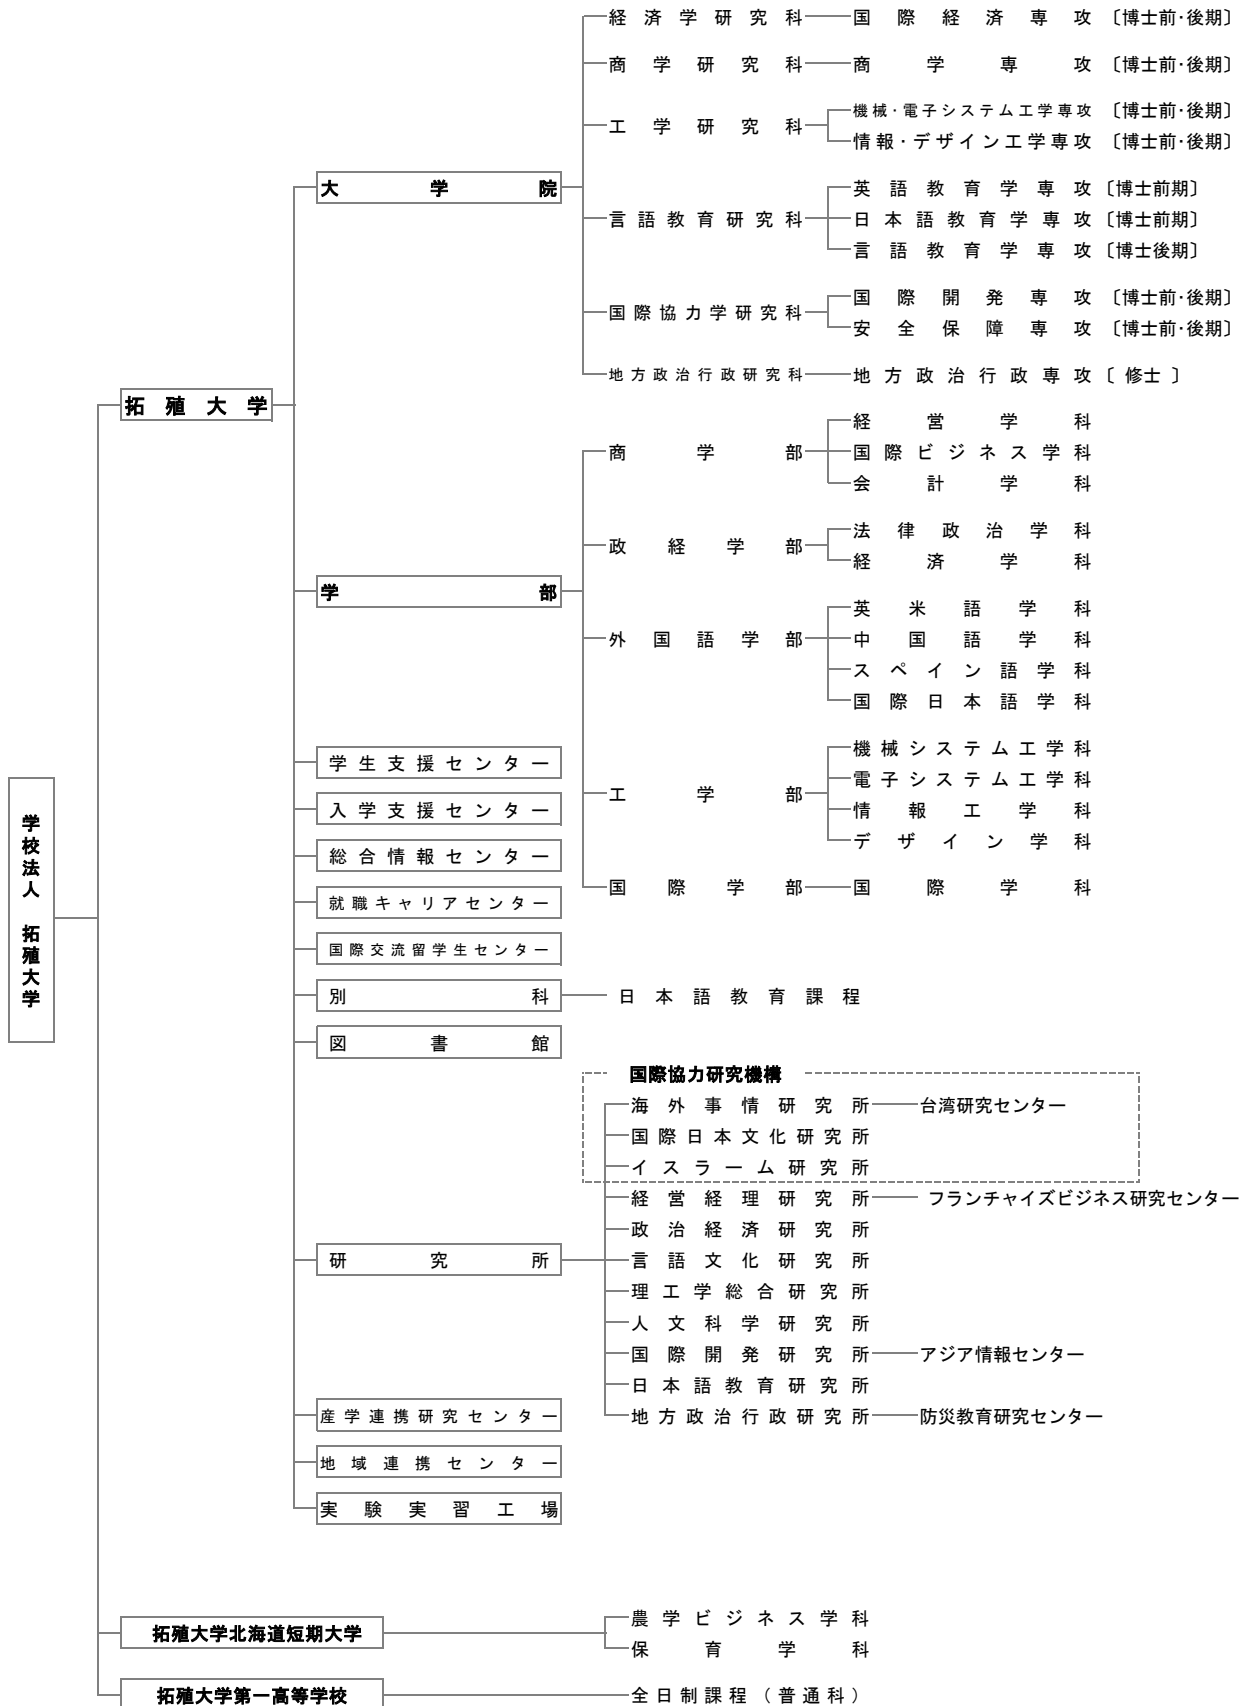 経済学研究科 国際経済専攻 〔博士前・後期〕
商学研究科 商学専攻 〔博士前・後期〕
工学研究科 機械・電子システム工学専攻 〔博士前・後期〕
情報・デザイン工学専攻 〔博士前・後期〕
大学院
言語教育研究科 英語教育学専攻 〔博士前期〕
日本語教育学専攻 〔博士前期〕
言語教育学専攻 〔博士後期〕
国際協力学研究科 国際開発専攻 〔博士前・後期〕
安全保障専攻 〔博士前・後期〕
地方政治行政研究科 地方政治行政専攻 〔 修士 〕
拓殖大学
商学部 経営学科
国際ビジネス学科
会計学科
政経学部 法律政治学科
経済学科
学部
外国語学部 英米語学科
中国語学科
スペイン語学科
国際日本語学科
工学部 機械システム工学科
電子システム工学科
情報工学科
デザイン学科
国際学部 国際学科
学生支援センター
入学支援センター
総合情報センター
就職キャリアセンター
国際交流留学生センター
学校法人 拓殖大学
別科 日本語教育課程
図書館
国際協力研究機構
海外事情研究所 台湾研究センター
国際日本文化研究所
イスラーム研究所
経営経理研究所 フランチャイズビジネス研究センター
政治経済研究所
研究所
言語文化研究所
理工学総合研究所
人文科学研究所
国際開発研究所 アジア情報センター
日本語教育研究所
地方政治行政研究所 防災教育研究センター
産学連携研究センター
地域連携センター
実験実習工場
拓殖大学北海道短期大学 農学ビジネス学科
保育学科
拓殖大学第一高等学校 全日制課程（普通科）